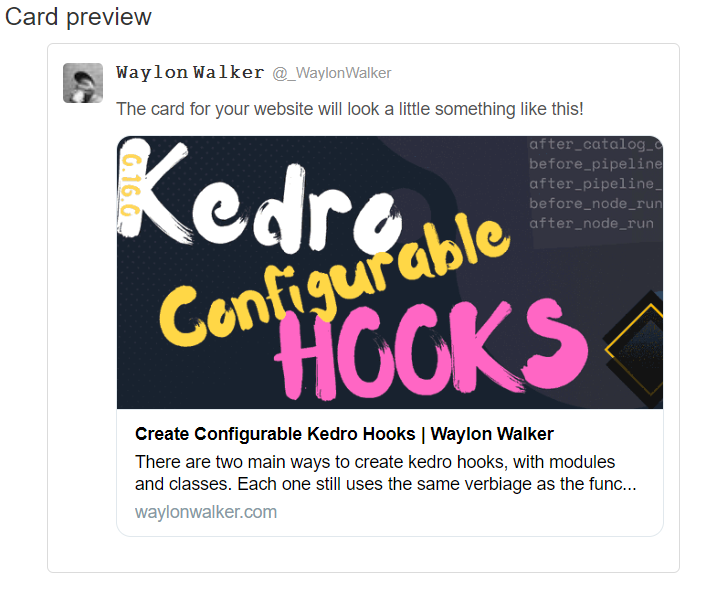 Card preview
Waylon Walker @_WaylonWalker
The card for your website will look a little something like this!
0.16.6
Kedro
Configurable
HOOKS
after_catalog_c
before_pipeline
after_pipeline_
before_node_run
after_node_run
Create Configurable Kedro Hooks | Waylon Walker
There are two main ways to create kedro hooks, with modules
and classes. Each one still uses the same verbiage as the func...
waylonwalker.com